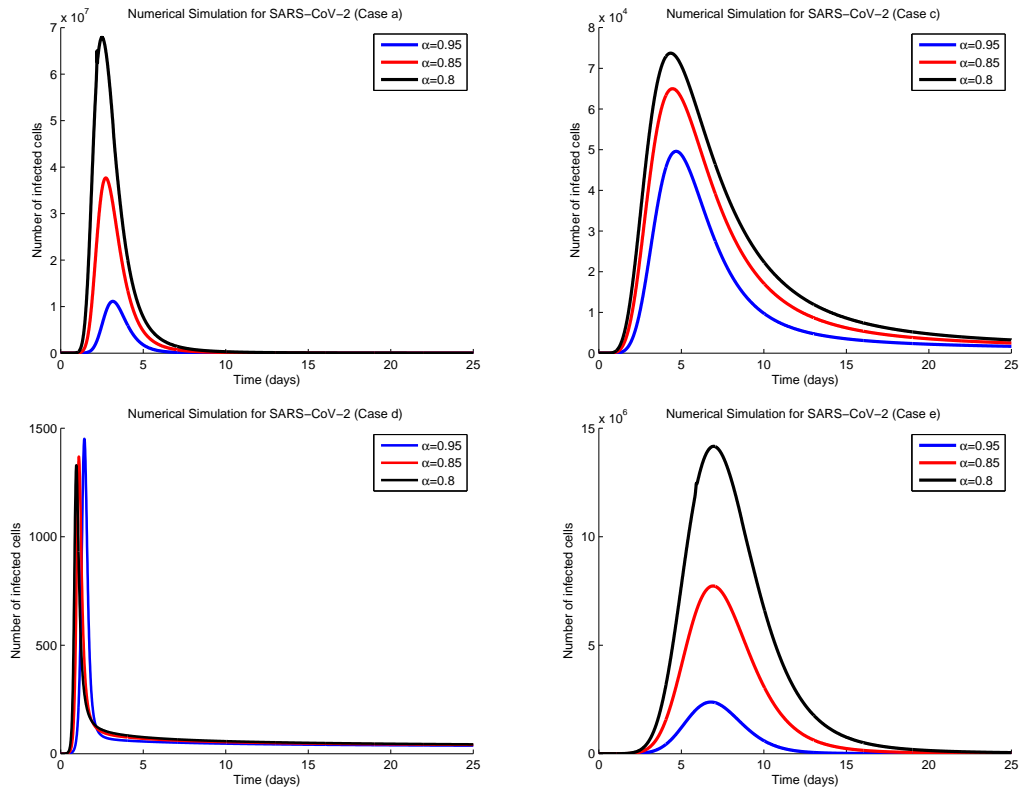 Numerical Simulation for SARS−CoV−2 (Case a)
x 10^7
7
6
5
4
3
2
1
0
Number of infected cells
0 5 10 15 20 25
Time (days)
α=0.95
α=0.85
α=0.8
Numerical Simulation for SARS−CoV−2 (Case c)
x 10^4
8
7
6
5
4
3
2
1
0
Number of infected cells
0 5 10 15 20 25
Time (days)
α=0.95
α=0.85
α=0.8
Numerical Simulation for SARS−CoV−2 (Case d)
1500
1000
500
0
Number of infected cells
0 5 10 15 20 25
Time (days)
α=0.95
α=0.85
α=0.8
Numerical Simulation for SARS−CoV−2 (Case e)
x 10^6
15
10
5
0
Number of infected cells
0 5 10 15 20 25
Time (days)
α=0.95
α=0.85
α=0.8